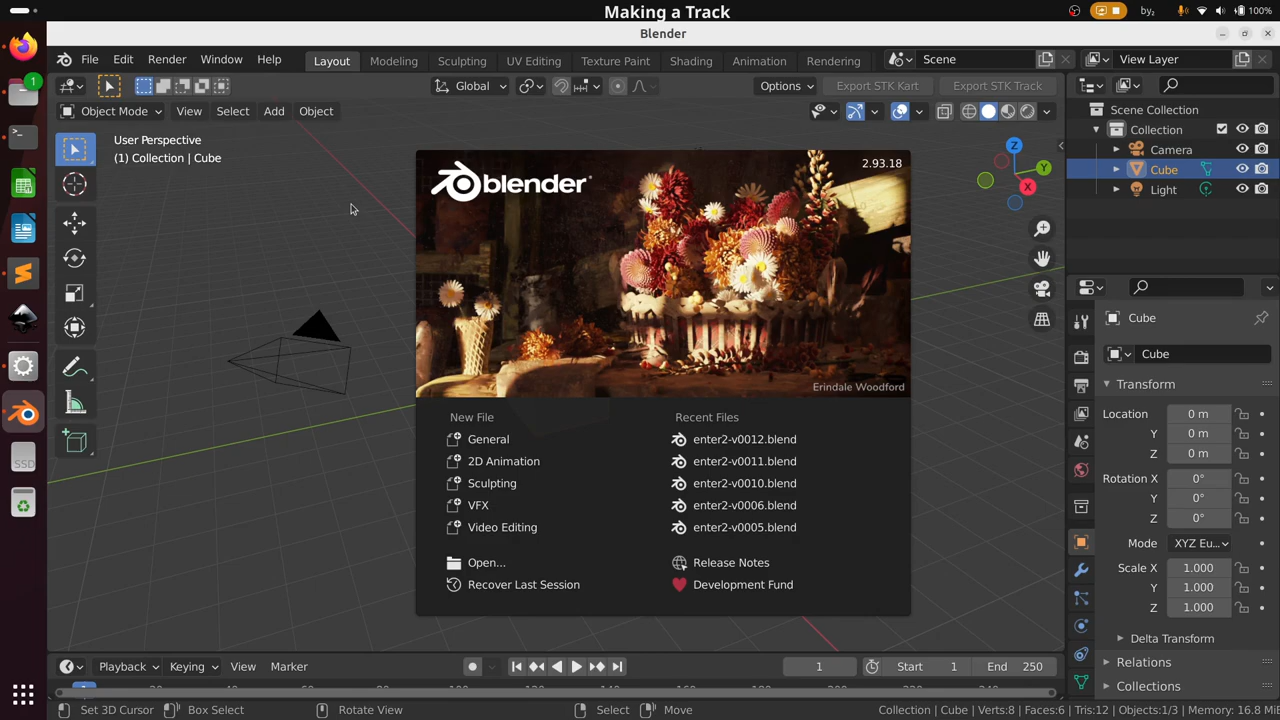 Making a Track
by₂
100%
Blender
File Edit Render Window Help
Layout Modeling Sculpting UV Editing Texture Paint Shading Animation Rendering
Scene
View Layer
Global
Options
Export STK Kart
Export STK Track
Object Mode View Select Add Object
User Perspective
(1) Collection | Cube
Scene Collection
Collection
Camera
Cube
Light
Z
Y
X
blender
2.93.18
Erindale Woodford
New File
General
2D Animation
Sculpting
VFX
Video Editing
Open...
Recover Last Session
Recent Files
enter2-v0012.blend
enter2-v0011.blend
enter2-v0010.blend
enter2-v0006.blend
enter2-v0005.blend
Release Notes
Development Fund
1
SSD
Cube
Cube
Transform
Location 0 m
Y 0 m
Z 0 m
Rotation X 0°
Y 0°
Z 0°
Mode XYZ Eu...
Scale X 1.000
Y 1.000
Z 1.000
Delta Transform
Relations
Collections
Playback Keying View Marker
1
Start 1
End 250
Set 3D Cursor Box Select Rotate View Select Move
Collection | Cube | Verts:8 | Faces:6 | Tris:12 | Objects:1/3 | Memory: 16.8 MiB